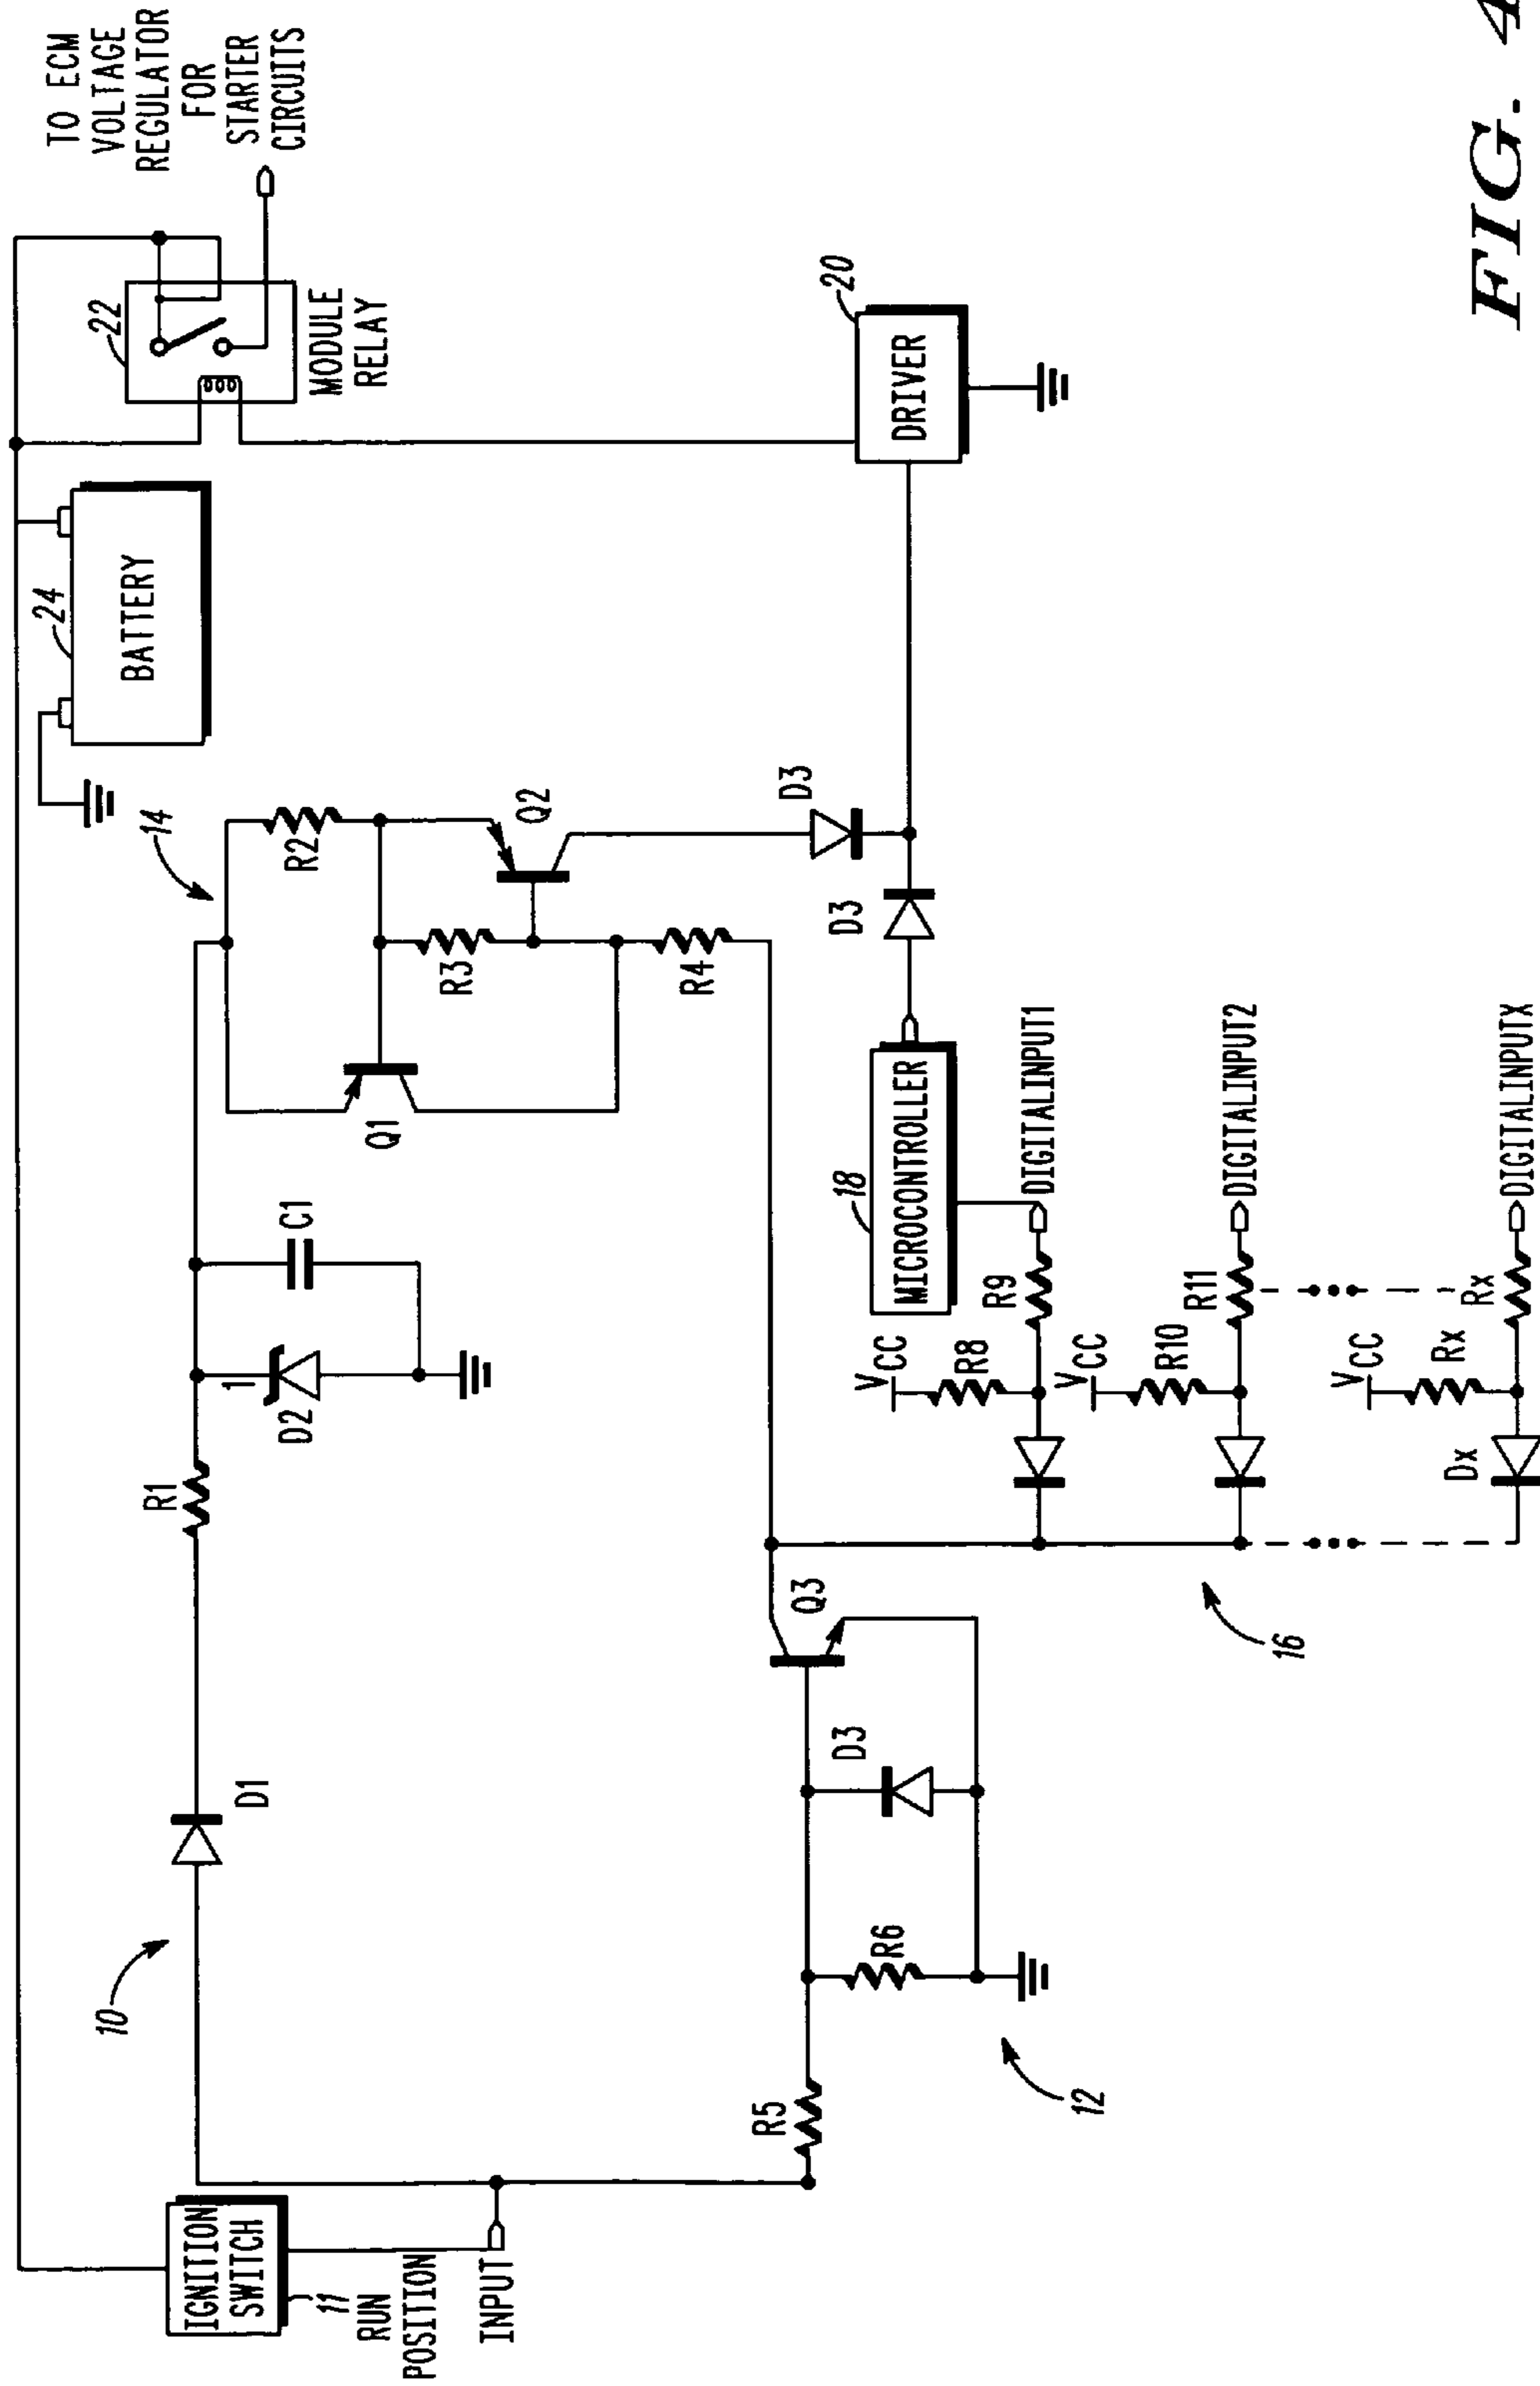 TO ECM
VOLTAGE
REGULATOR
FOR
STARTER
CIRCUITS
22
MODULE
RELAY
24
BATTERY
20
DRIVER
14
R2
Q2
D3
R3
R4
D3
Q1
C1
1
D2
R1
18
MICROCONTROLLER
DIGITALINPUT1
R9
VCC
R8
DIGITALINPUT2
R11
VCC
R10
DIGITALINPUTX
Rx
VCC
Rx
Dx
16
Q3
D3
D1
10
R6
R5
12
IGNITION
SWITCH
11
RUN
POSITION
INPUT
FIG. 4